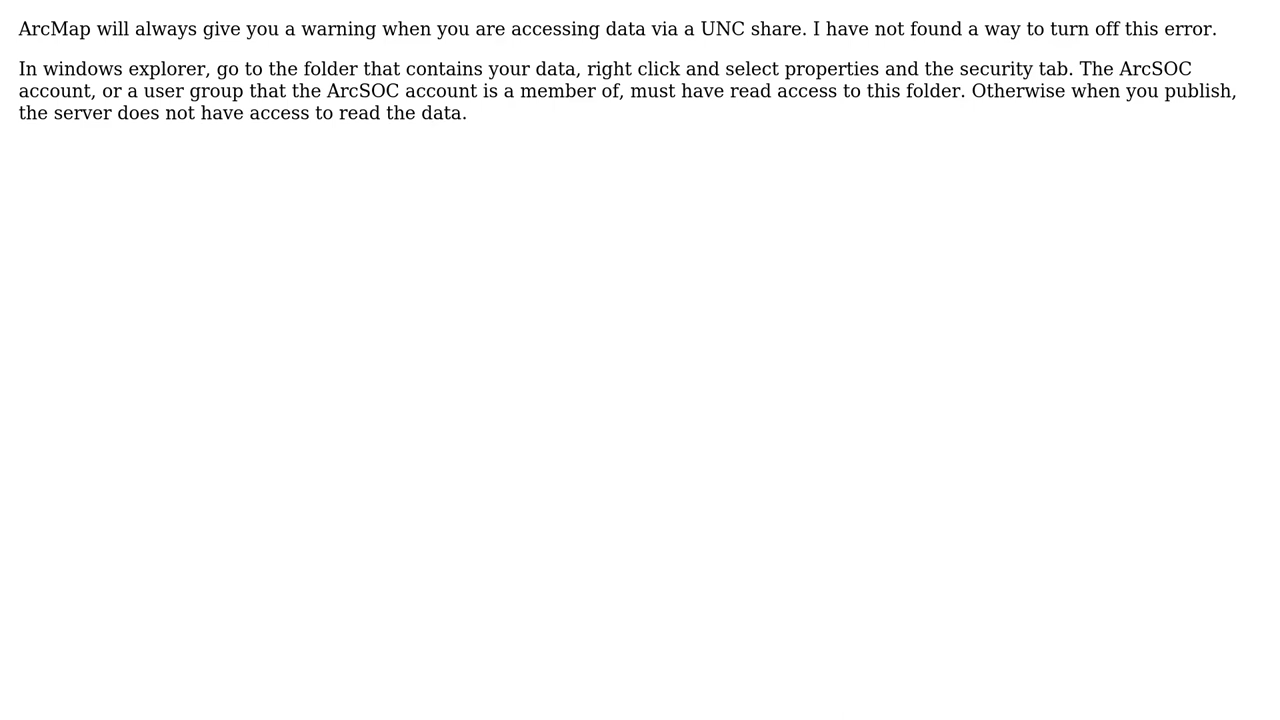 ArcMap will always give you a warning when you are accessing data via a UNC share. I have not found a way to turn off this error.
In windows explorer, go to the folder that contains your data, right click and select properties and the security tab. The ArcSOC
account, or a user group that the ArcSOC account is a member of, must have read access to this folder. Otherwise when you publish,
the server does not have access to read the data.